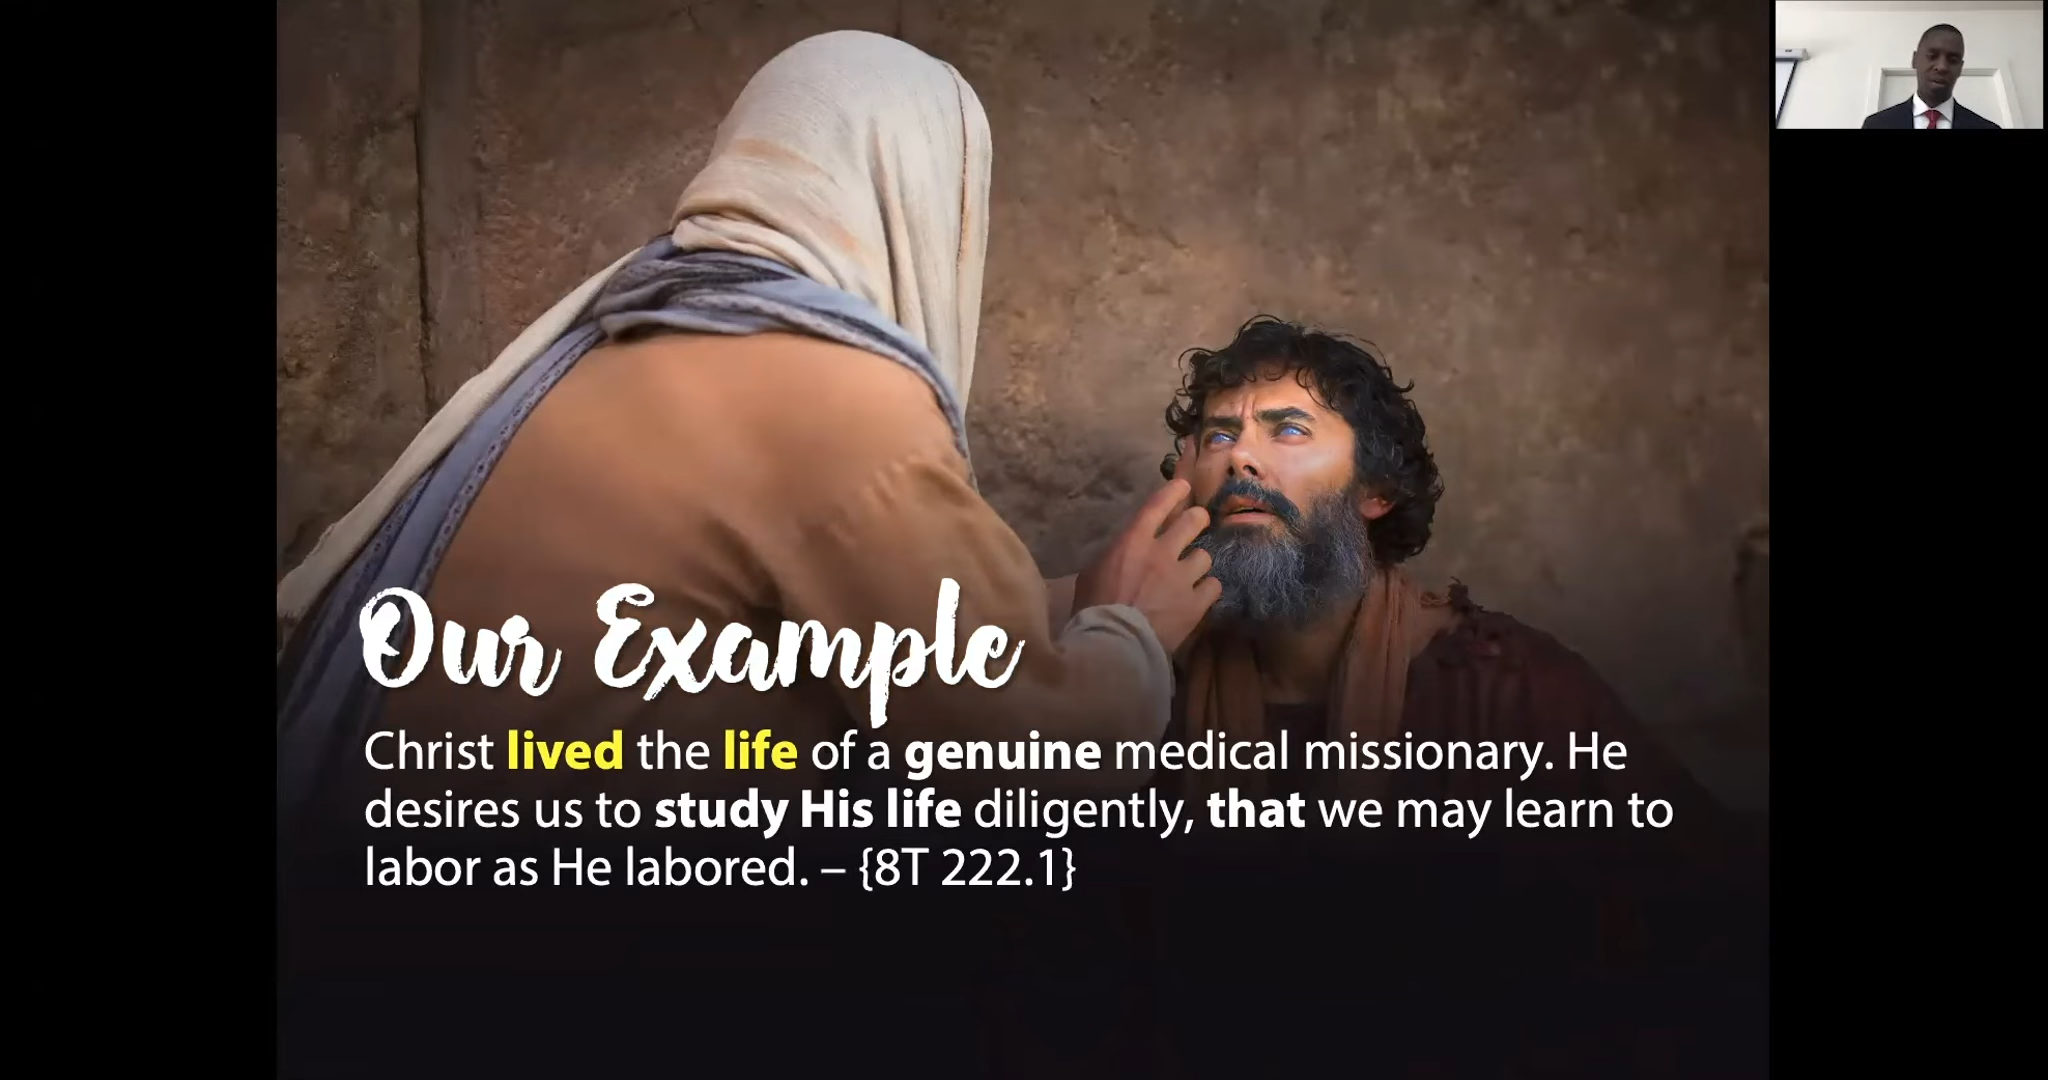 Our Example
Christ lived the life of a genuine medical missionary. He
desires us to study His life diligently, that we may learn to
labor as He labored. – {8T 222.1}